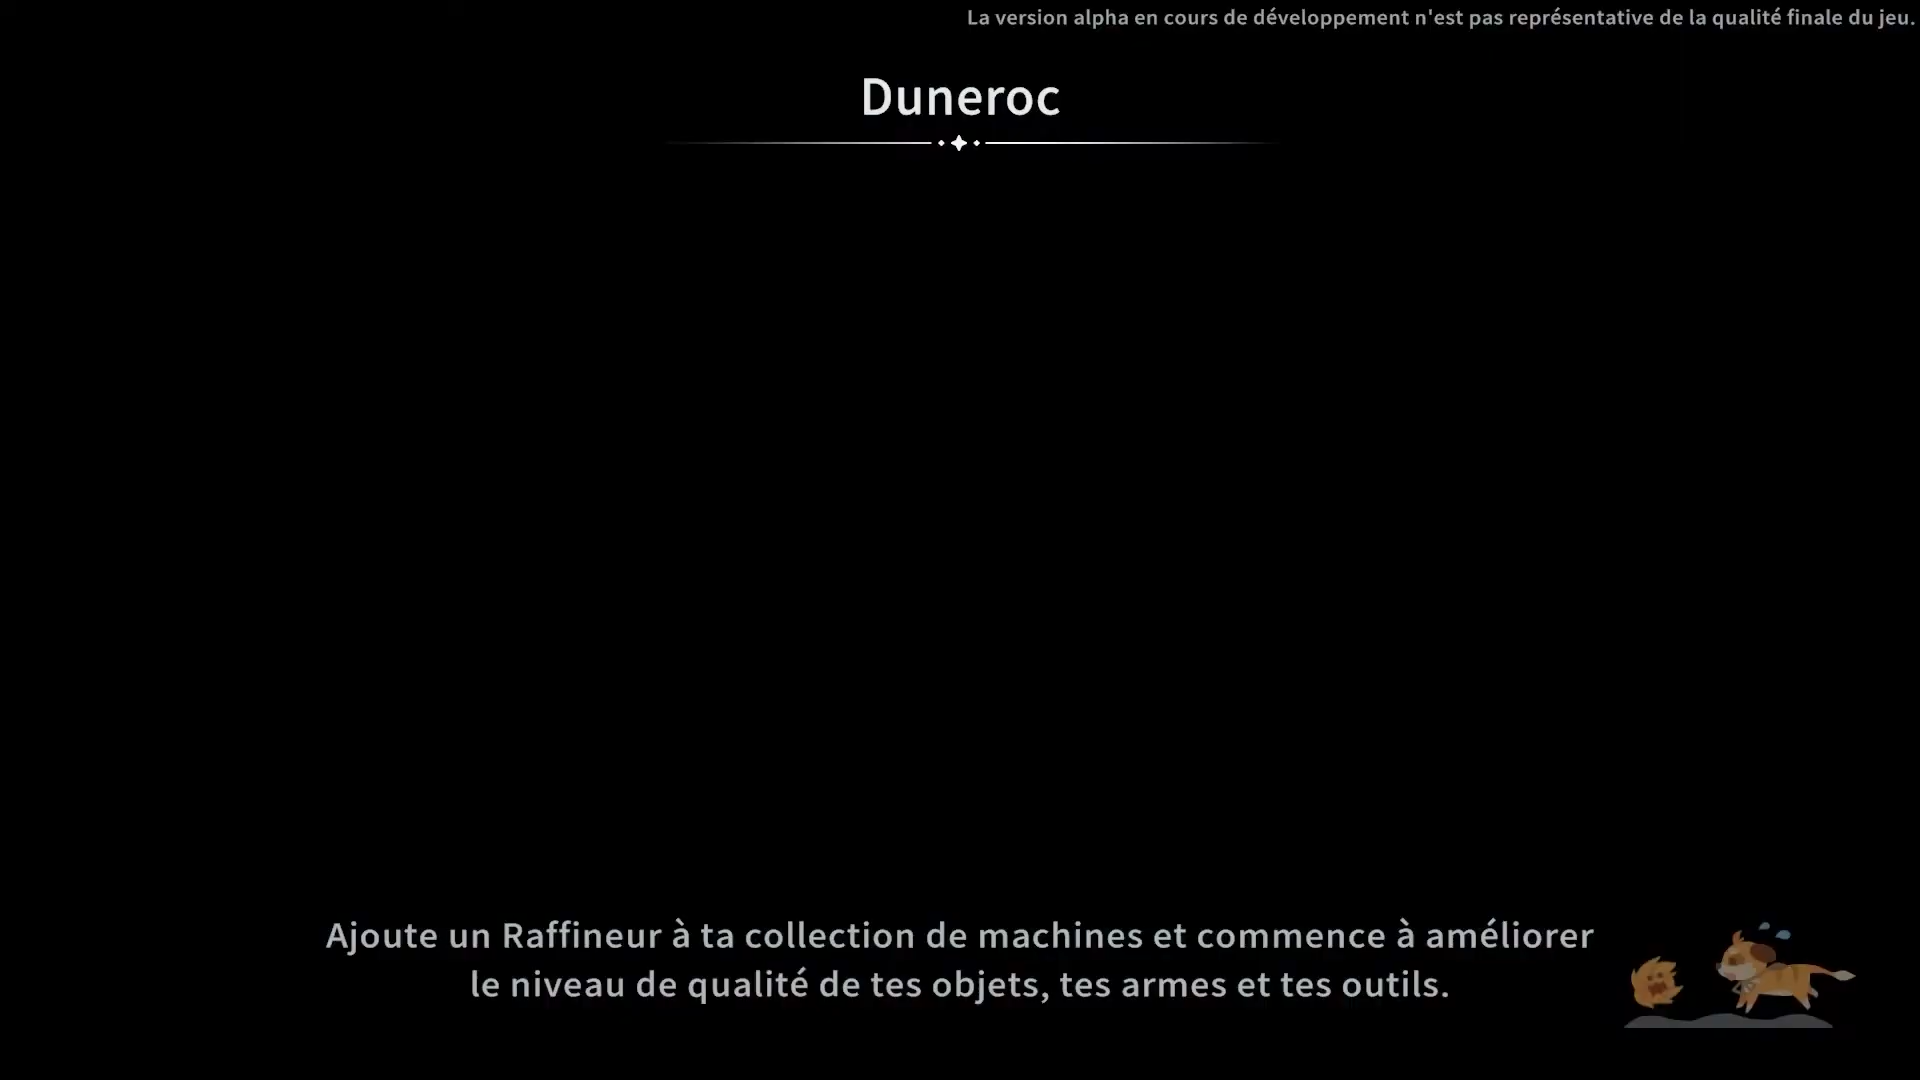 La version alpha en cours de développement n'est pas représentative de la qualité finale du jeu.
Duneroc
Ajoute un Raffineur à ta collection de machines et commence à améliorer
le niveau de qualité de tes objets, tes armes et tes outils.